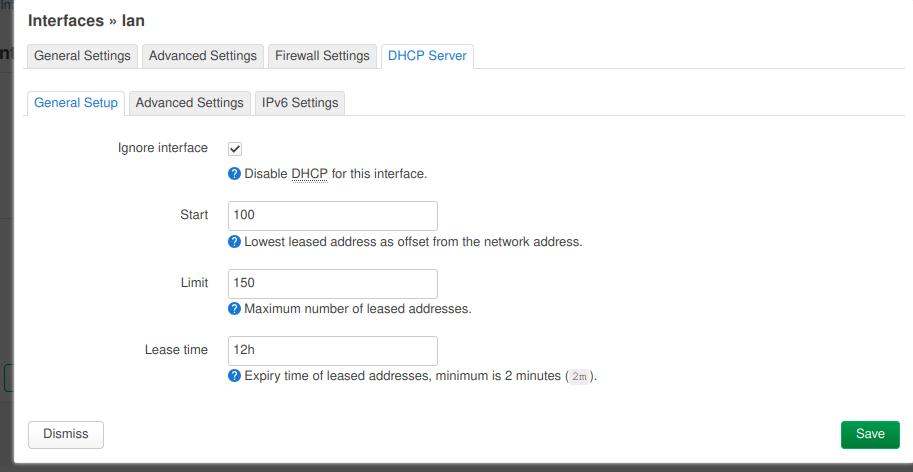 Interfaces » lan
General Settings Advanced Settings Firewall Settings DHCP Server
General Setup Advanced Settings IPv6 Settings
Ignore interface
Disable DHCP for this interface.
Start 100
Lowest leased address as offset from the network address.
Limit 150
Maximum number of leased addresses.
Lease time 12h
Expiry time of leased addresses, minimum is 2 minutes ( 2m ).
Dismiss Save